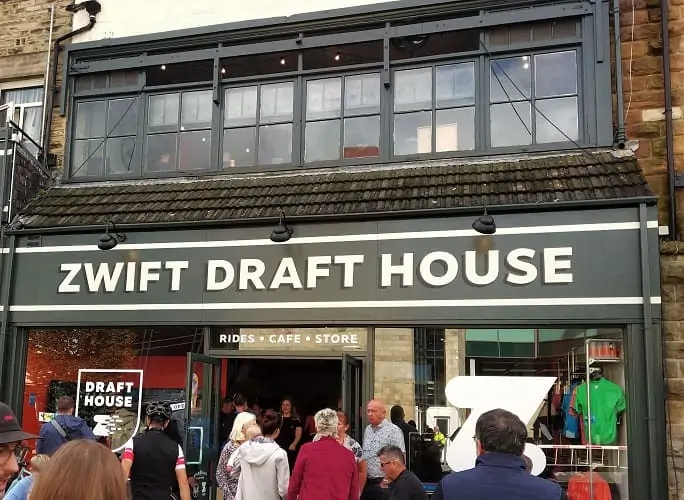 ZWIFT DRAFT HOUSE
RIDES • CAFE • STORE
DRAFT
HOUSE